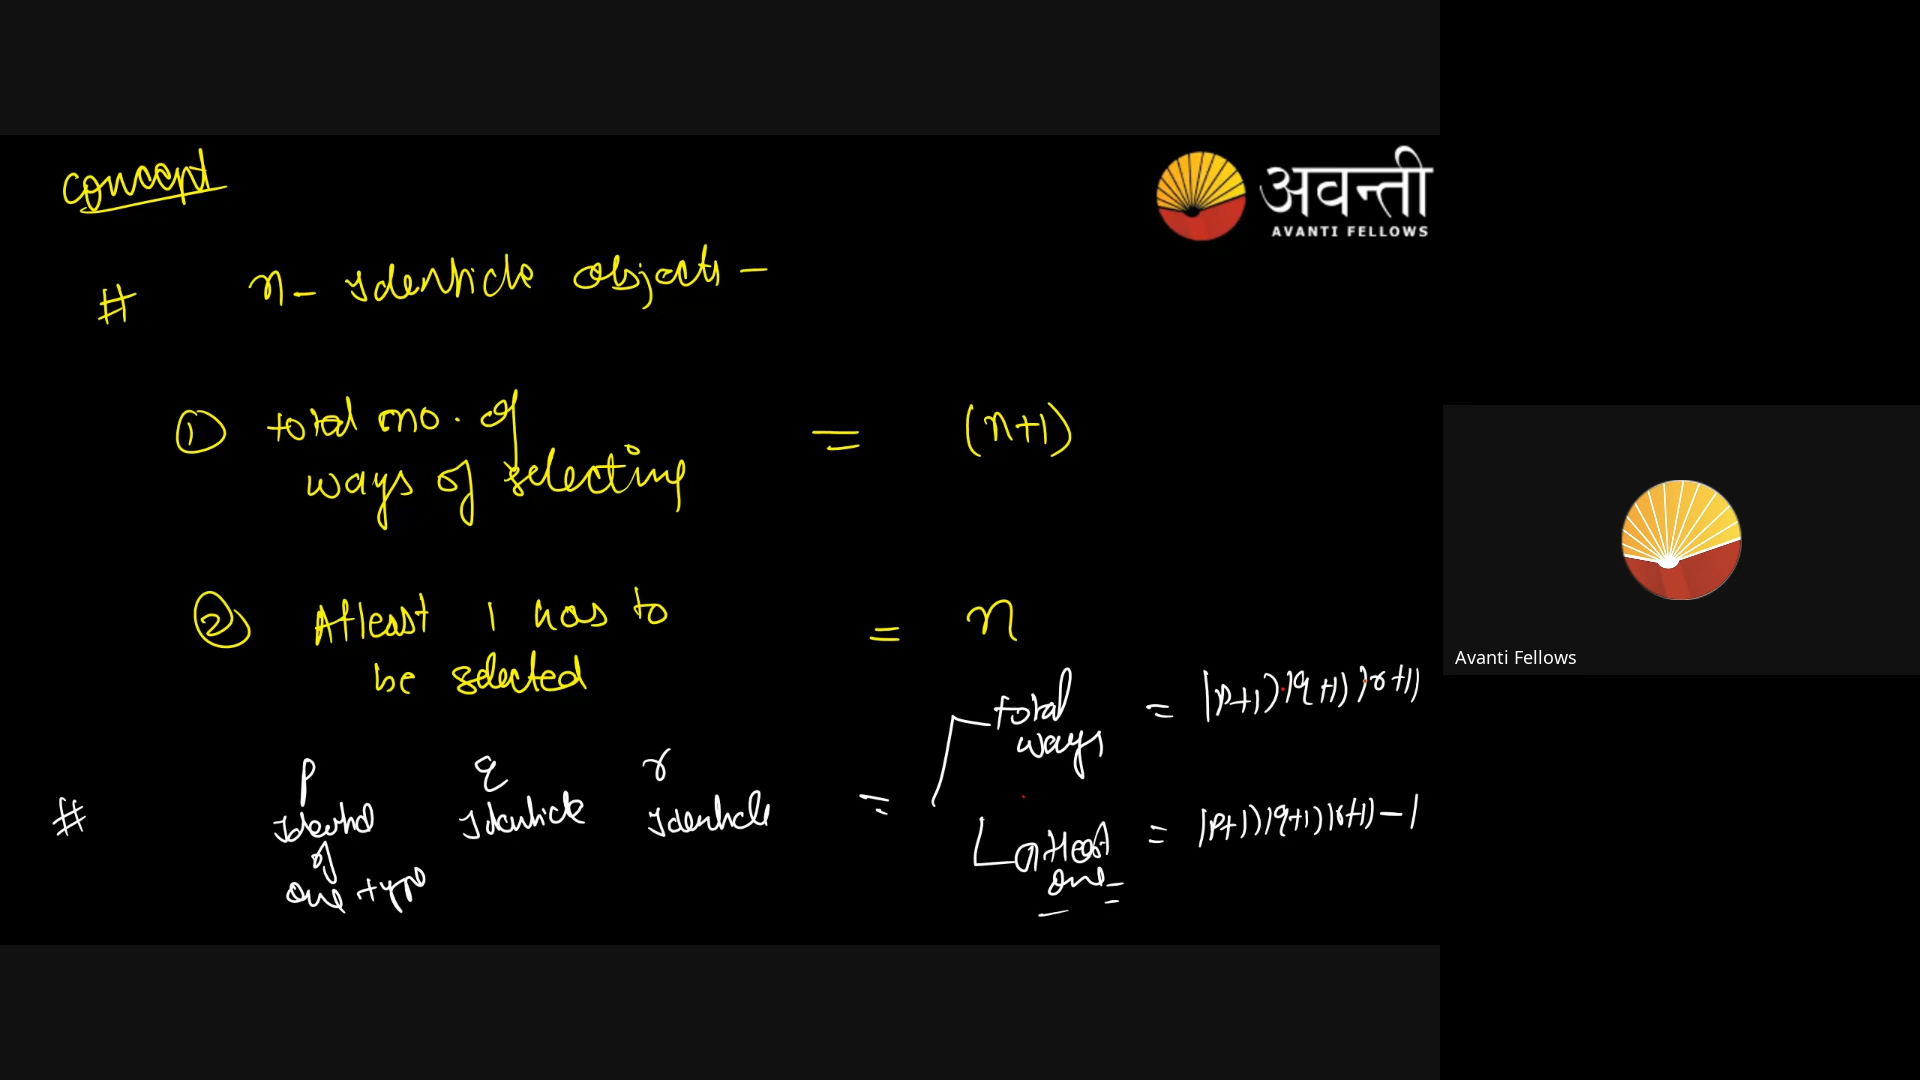 concept
अवन्ती
AVANTI FELLOWS
# n- Identicle objects -
① total no. of
ways of selecting = (n+1)
② Atleast 1 has to
be selected = n
total
ways = (p+1)(q+1)(r+1)
# p q r =
Identicle Identicle
of
one type
atleast
one = (p+1)(q+1)(r+1)-1
Avanti Fellows